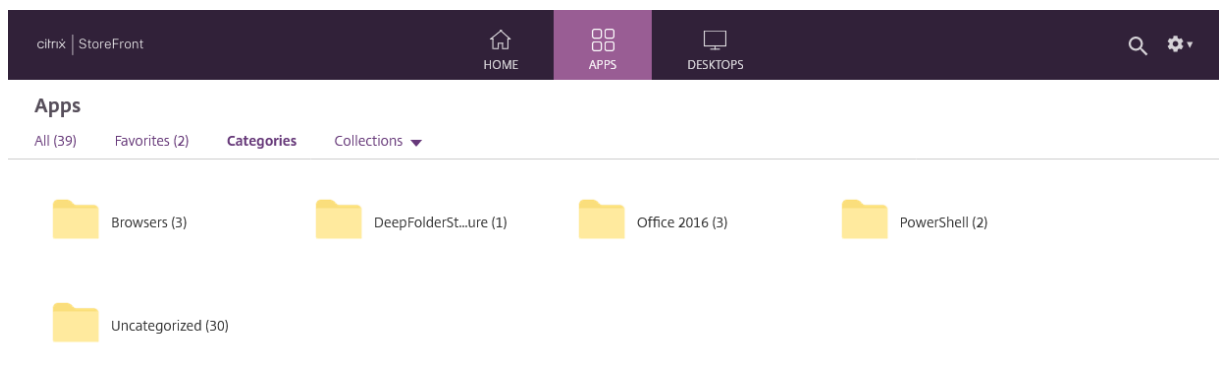 citrix | StoreFront
HOME
APPS
DESKTOPS
Apps
All (39) Favorites (2) Categories Collections
Browsers (3) DeepFolderSt...ure (1) Office 2016 (3) PowerShell (2)
Uncategorized (30)